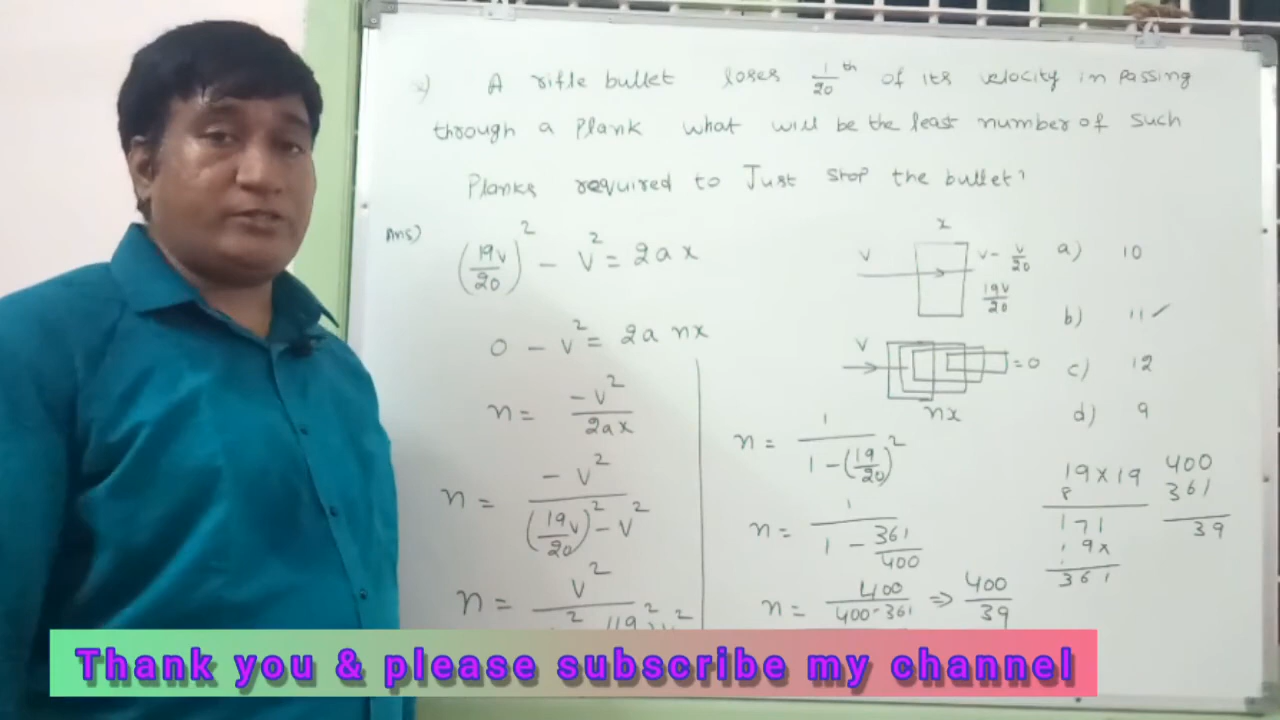 A rifle bullet loses 1/20 th of its velocity in passing
through a Plank what will be the least number of such
Planks required to Just stop the bullet?
Ans)
(19v/20)² - v² = 2ax
0 - v² = 2a nx
n = -v²/2ax
n = -v²/((19v/20)² - v²)
n = v²
x
v
v - v/20
19v/20
v
= 0
nx
a) 10
b) 11 ✓
c) 12
d) 9
n = 1/(1 - (19/20)²)
n = 1/(1 - 361/400)
n = 400/(400-361) ⇒ 400/39
19 x 19
8
171
19x
361
400
361
39
Thank you & please subscribe my channel